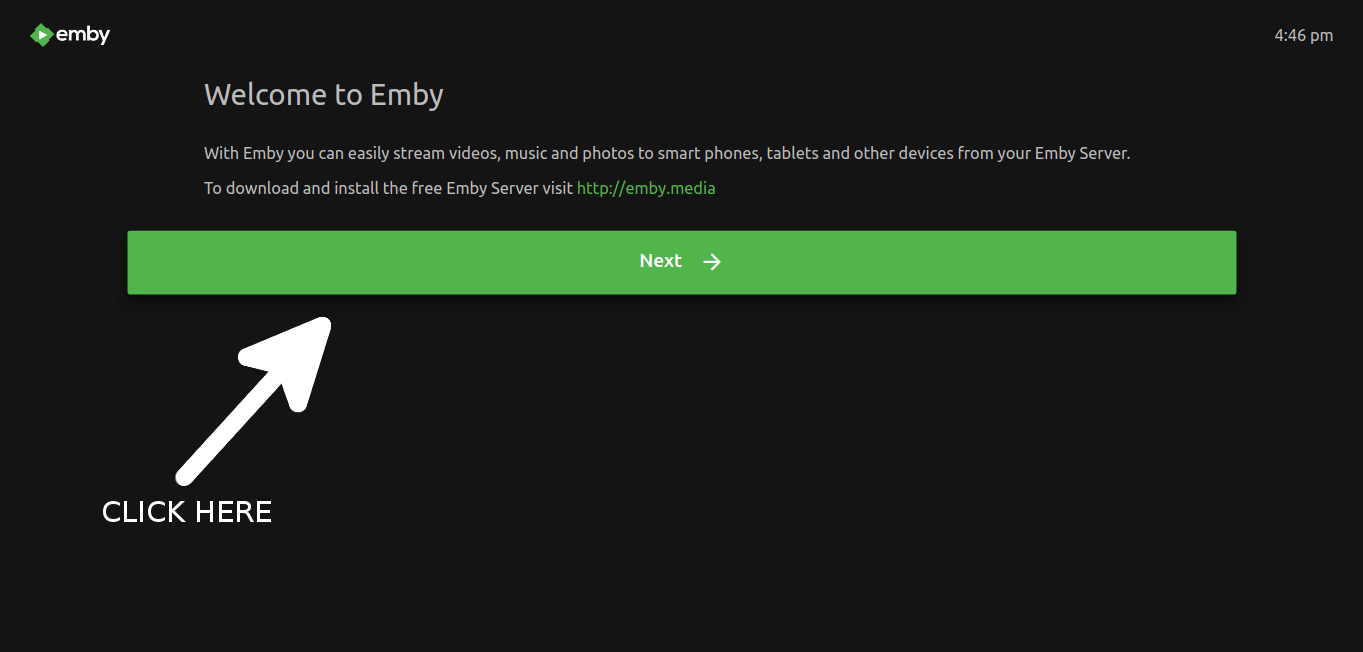 emby
4:46 pm
Welcome to Emby
With Emby you can easily stream videos, music and photos to smart phones, tablets and other devices from your Emby Server.
To download and install the free Emby Server visit http://emby.media
Next
CLICK HERE